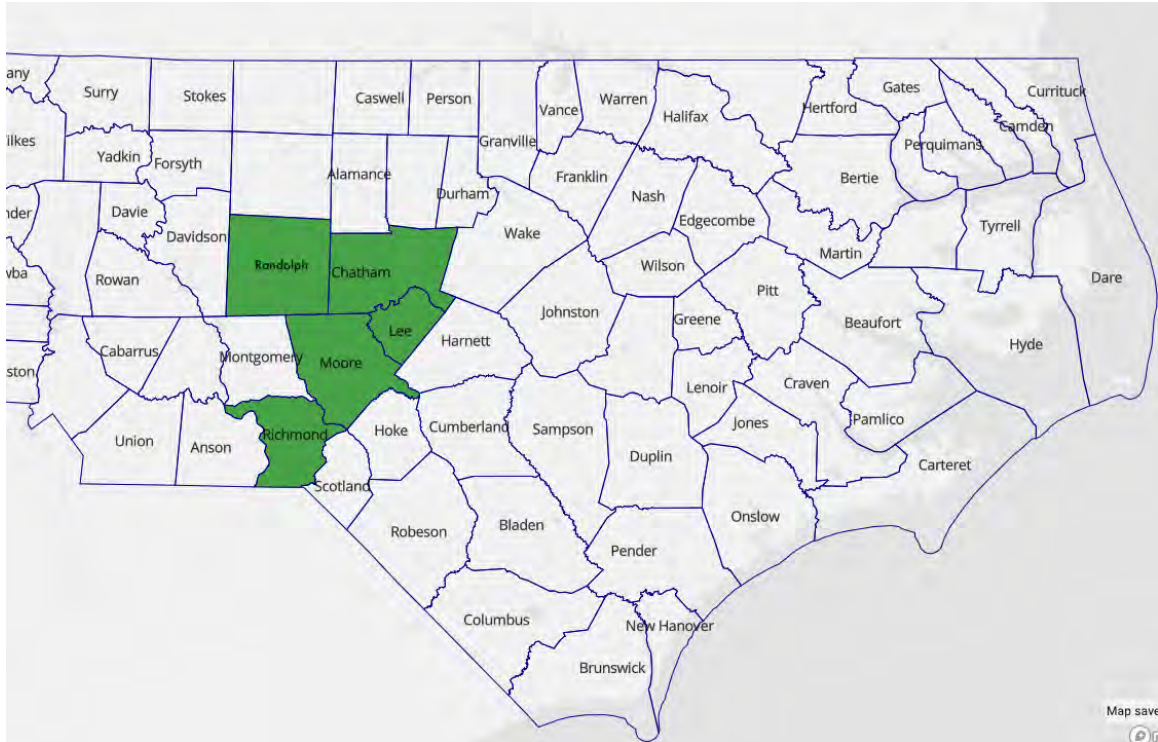 any
Surry
Stokes
Caswell
Person
Vance
Warren
Halifax
Hertford
Gates
Currituck
Camden
ilkes
Yadkin
Forsyth
Granville
Perquimans
Alamance
Durham
Franklin
Bertie
nder
Davie
Davidson
Nash
Edgecombe
Wake
Tyrrell
Martin
Randolph
Chatham
Wilson
wba
Rowan
Dare
Pitt
Johnston
Greene
Beaufort
Lee
Harnett
Hyde
Cabarrus
Montgomery
Moore
ston
Lenoir
Craven
Pamlico
Jones
Union
Anson
Richmond
Hoke
Cumberland
Sampson
Duplin
Carteret
Scotland
Onslow
Robeson
Bladen
Pender
Columbus
New Hanover
Brunswick
Map save